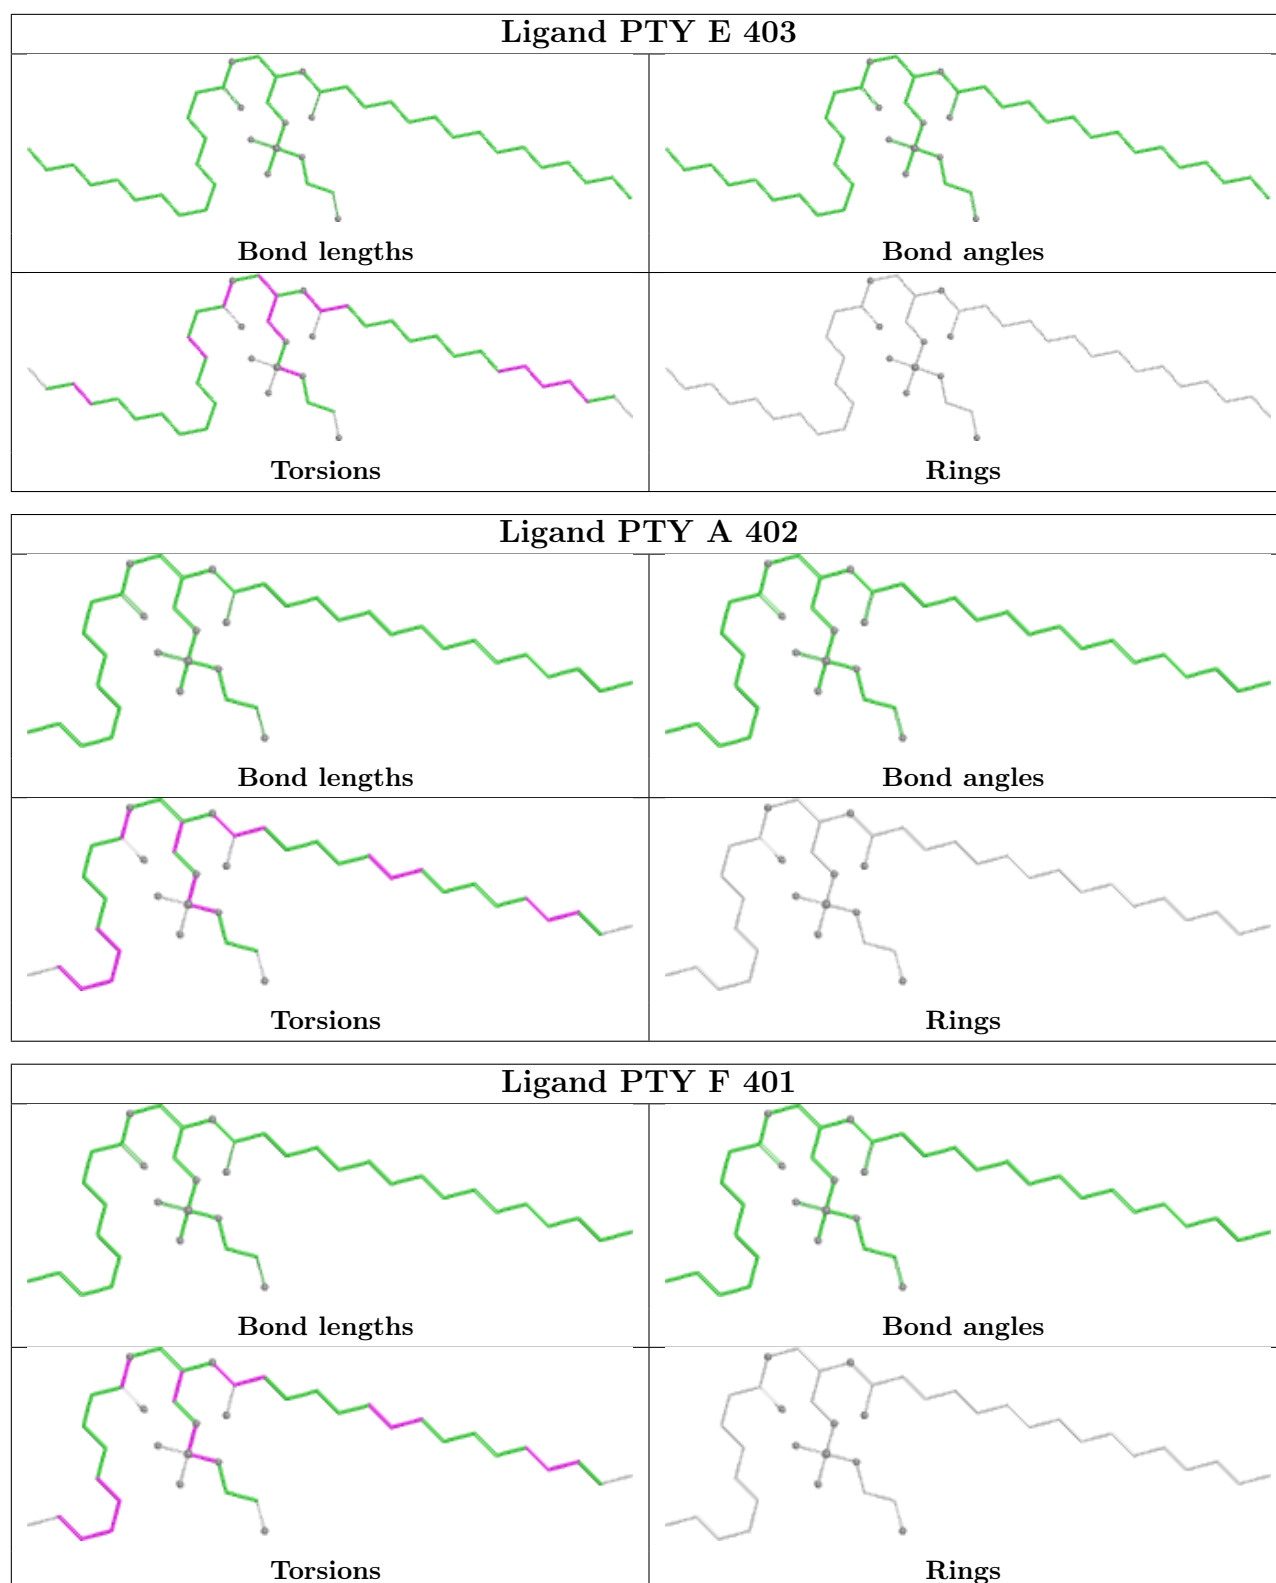 Ligand PTY E 403
Bond lengths
Bond angles
Torsions
Rings
Ligand PTY A 402
Bond lengths
Bond angles
Torsions
Rings
Ligand PTY F 401
Bond lengths
Bond angles
Torsions
Rings